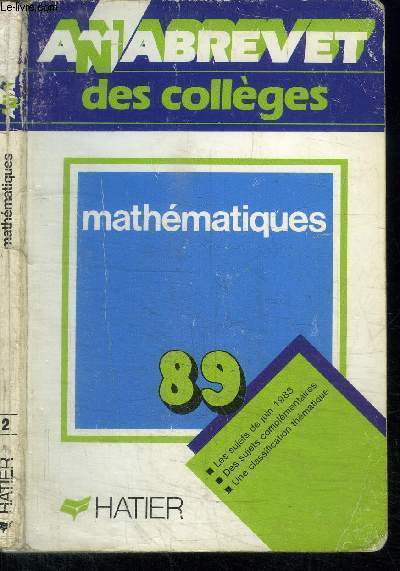 Le-livre.com
ANNABREVET
des collèges
mathématiques
89
Les sujets de juin 1988
Des sujets complémentaires
Une classification thématique
HATIER
mathématiques
2
HATIER